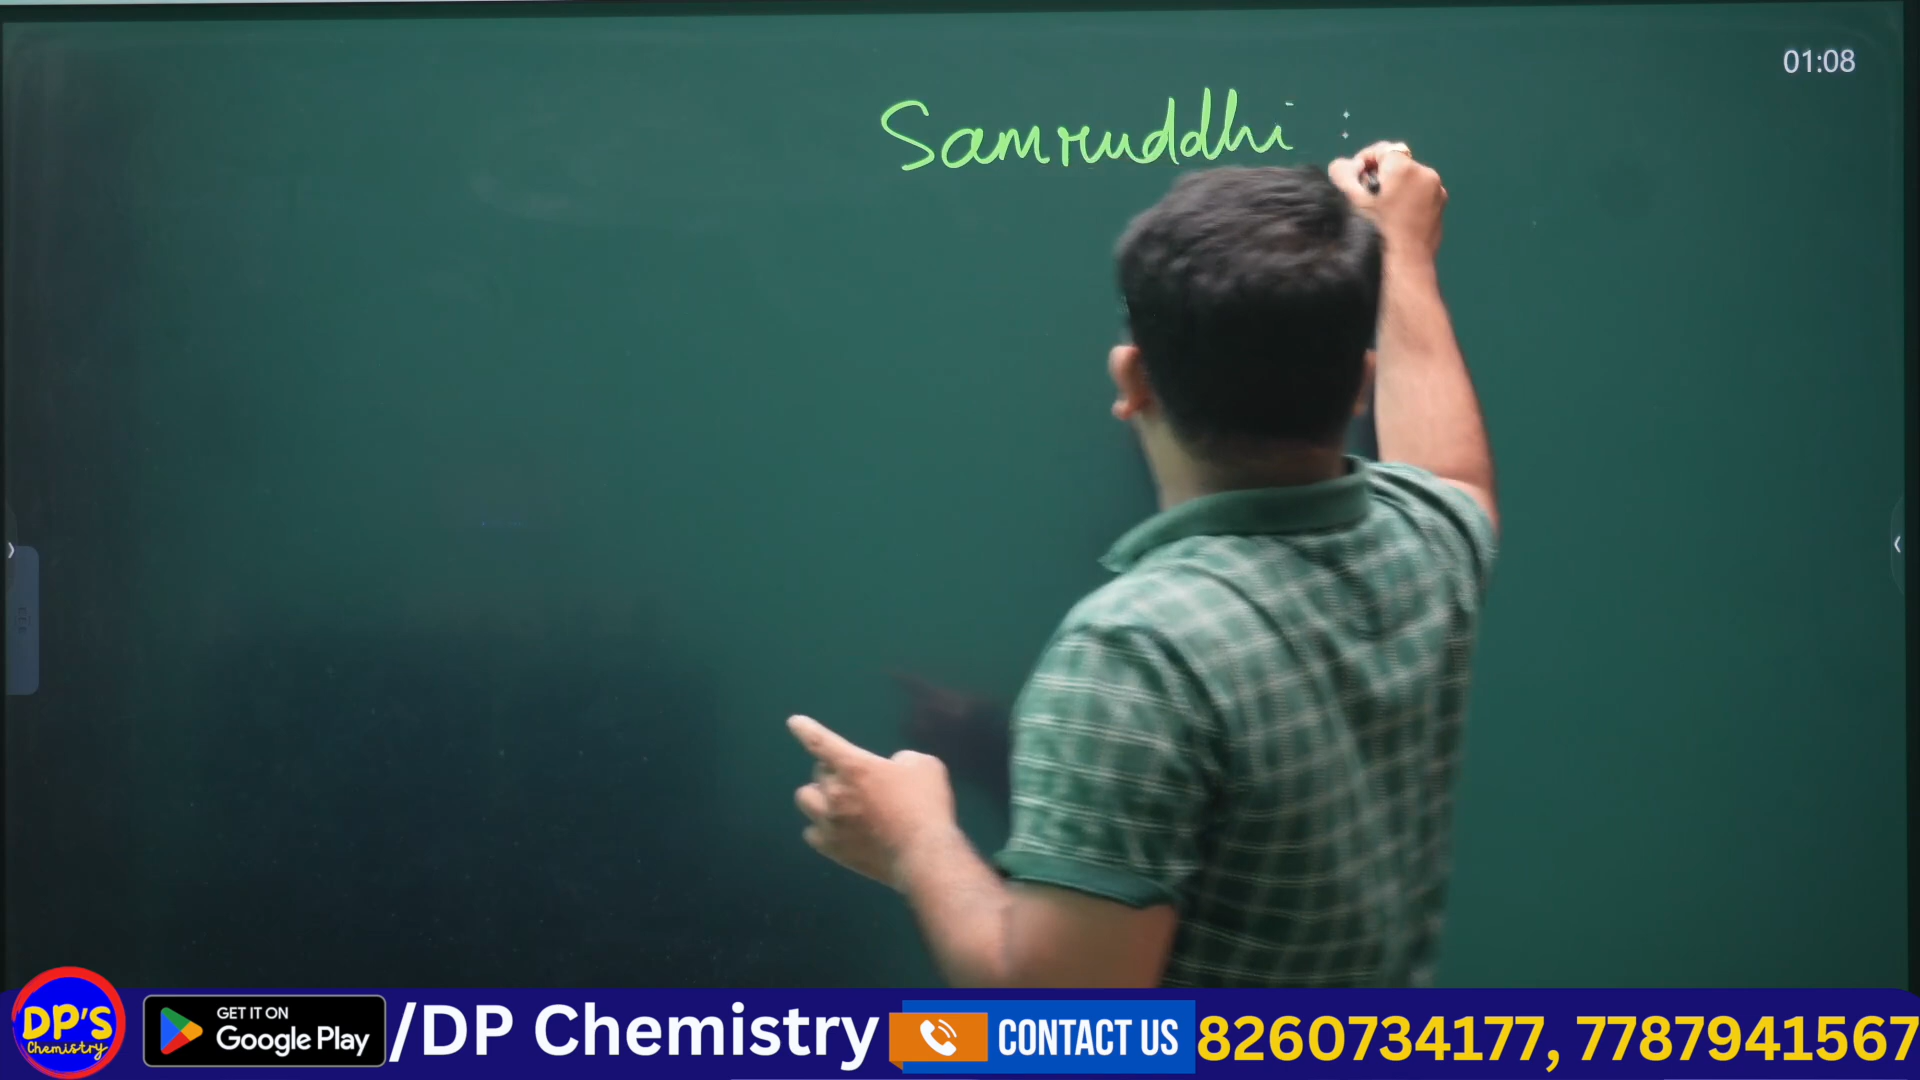 01:08
Samruddhi :
DP'S
Chemistry
GET IT ON
Google Play
/DP Chemistry
CONTACT US
8260734177, 7787941567